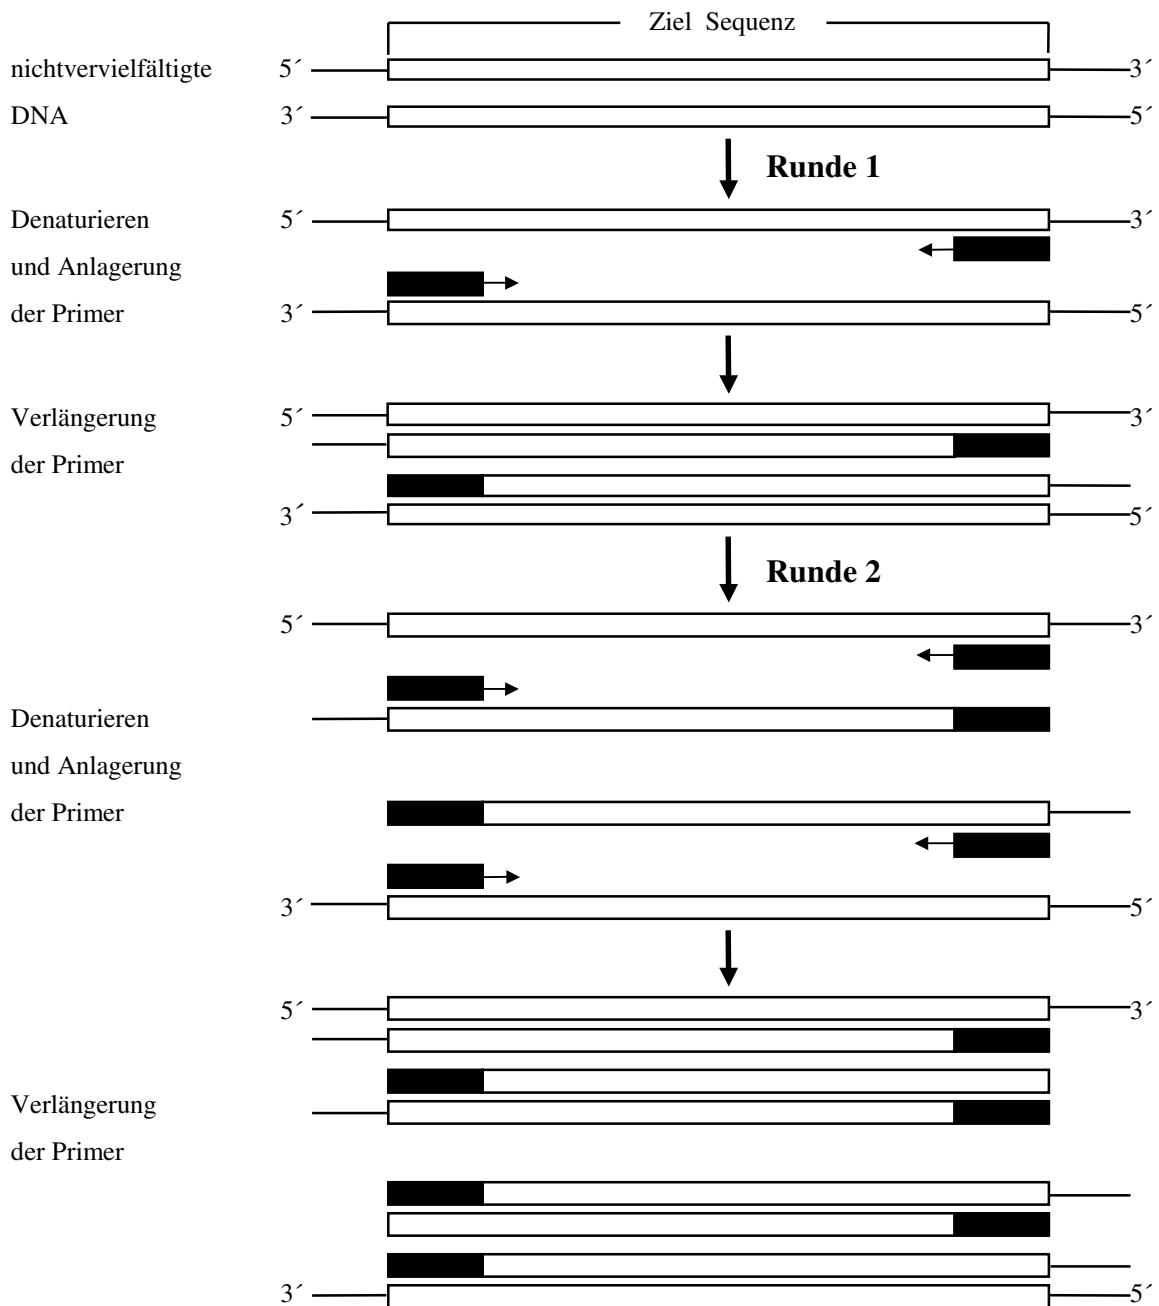 Ziel Sequenz
nichtvervielfältigte 5´ 3´
DNA 3´ 5´
Runde 1
Denaturieren 5´ 3´
und Anlagerung
der Primer 3´ 5´
Verlängerung 5´ 3´
der Primer
3´ 5´
Runde 2
5´ 3´
Denaturieren
und Anlagerung
der Primer
3´ 5´
5´ 3´
Verlängerung
der Primer
3´ 5´